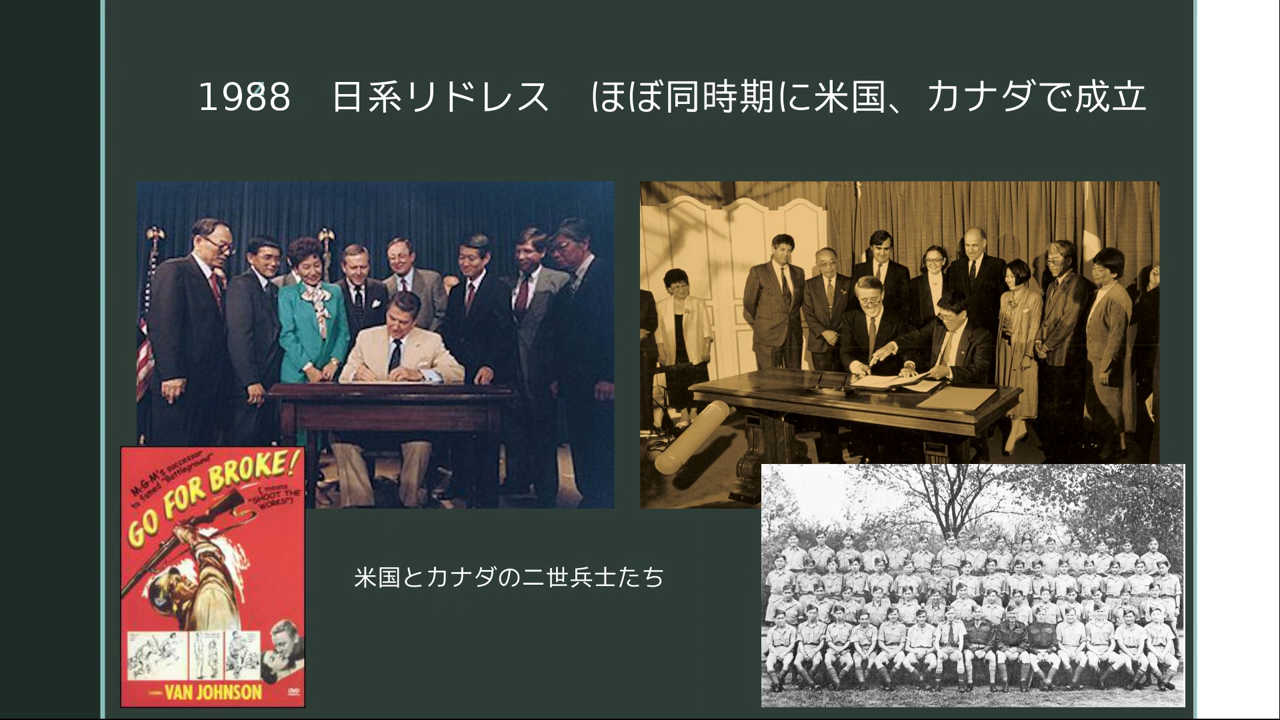 1988　日系リドレス　ほぼ同時期に米国、カナダで成立
M-G-M's successor
to famed "Battleground"
GO FOR BROKE!
(means
"SHOOT THE
WORKS!")
米国とカナダの二世兵士たち
VAN JOHNSON